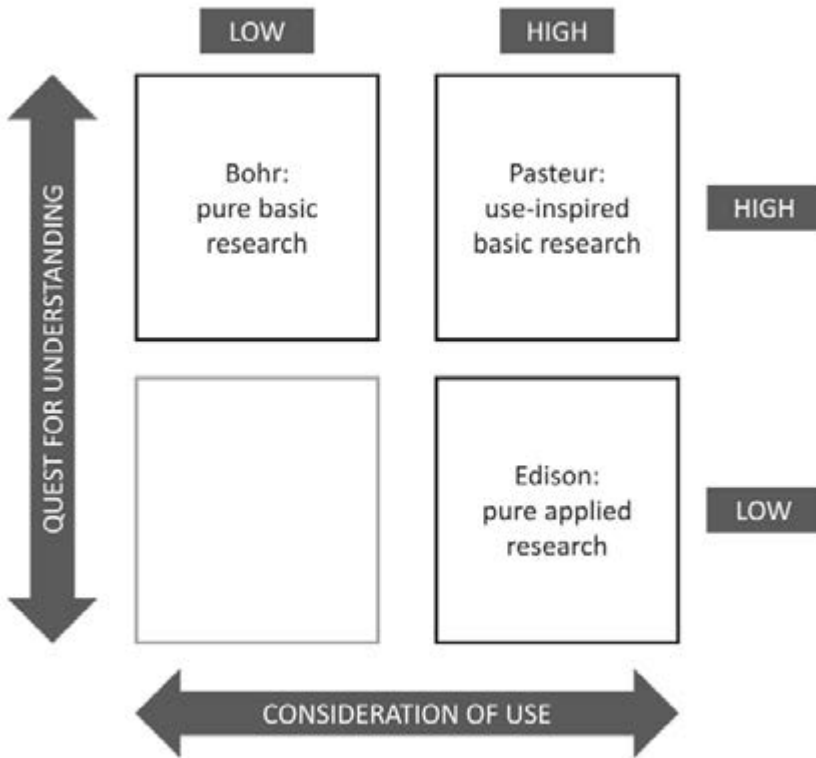 LOW
HIGH
Bohr:
pure basic
research
Pasteur:
use-inspired
basic research
HIGH
QUEST FOR UNDERSTANDING
Edison:
pure applied
research
LOW
CONSIDERATION OF USE